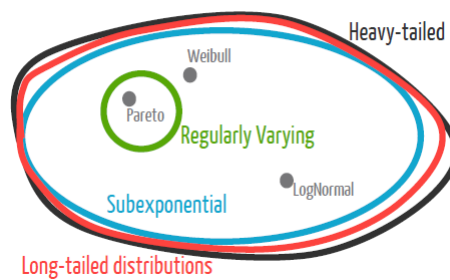 Heavy-tailed
Weibull
Pareto
Regularly Varying
LogNormal
Subexponential
Long-tailed distributions